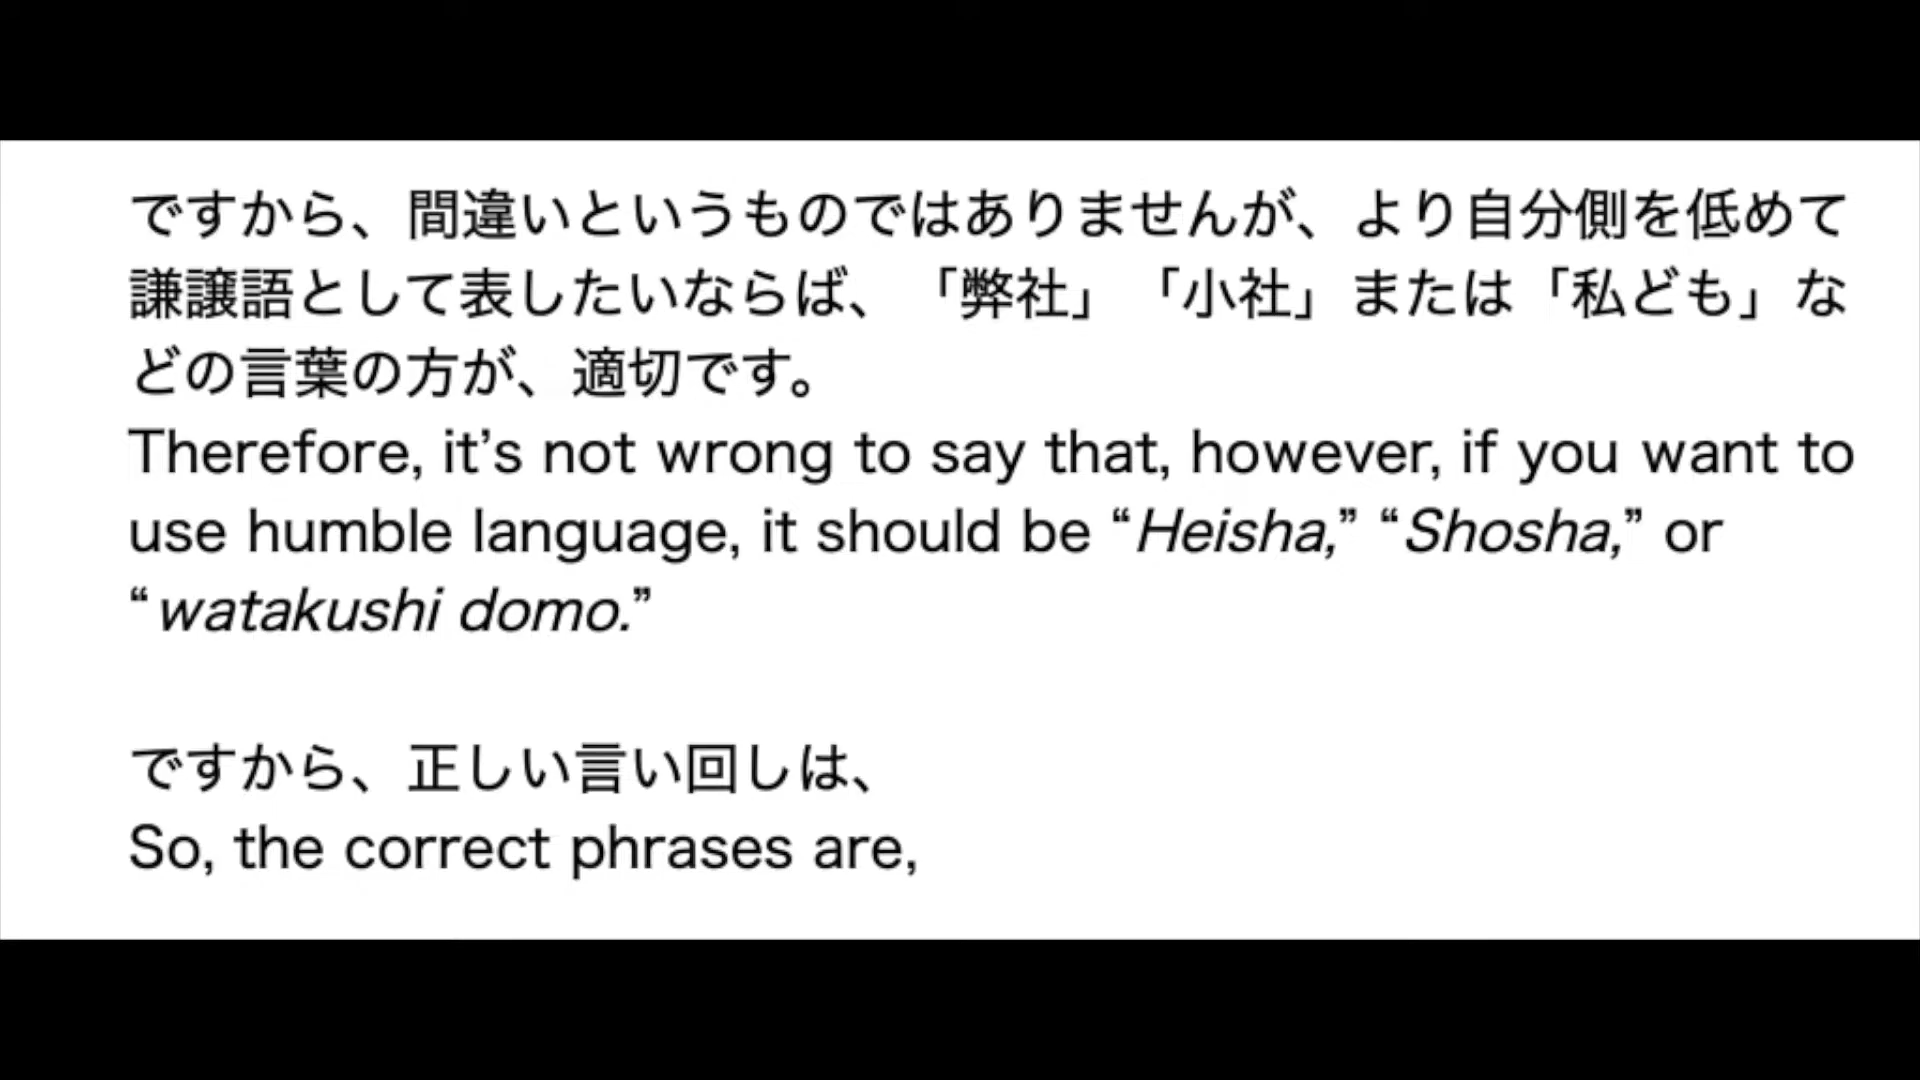 ですから、間違いというものではありませんが、より自分側を低めて
謙譲語として表したいならば、「弊社」「小社」または「私ども」な
どの言葉の方が、適切です。
Therefore, it’s not wrong to say that, however, if you want to
use humble language, it should be “Heisha,” “Shosha,” or
“watakushi domo.”
ですから、正しい言い回しは、
So, the correct phrases are,